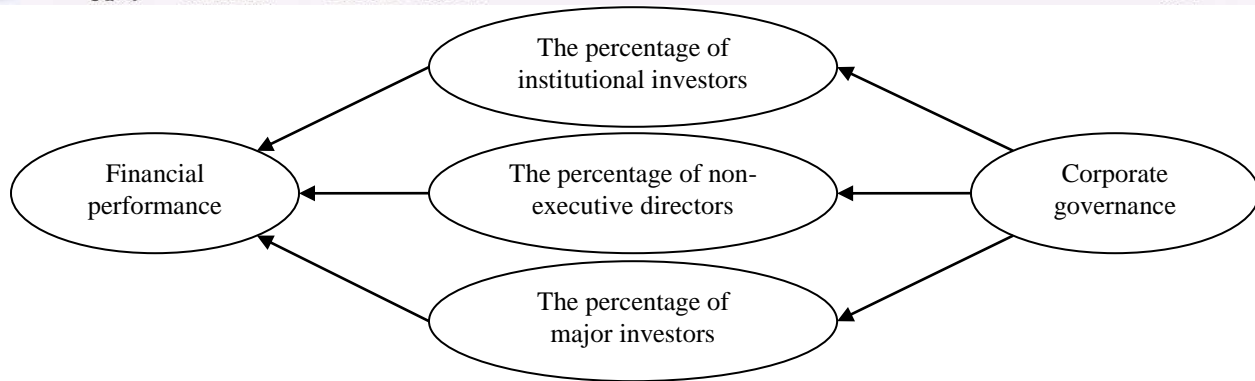 The percentage of
institutional investors
Financial
performance
The percentage of non-
executive directors
Corporate
governance
The percentage of
major investors